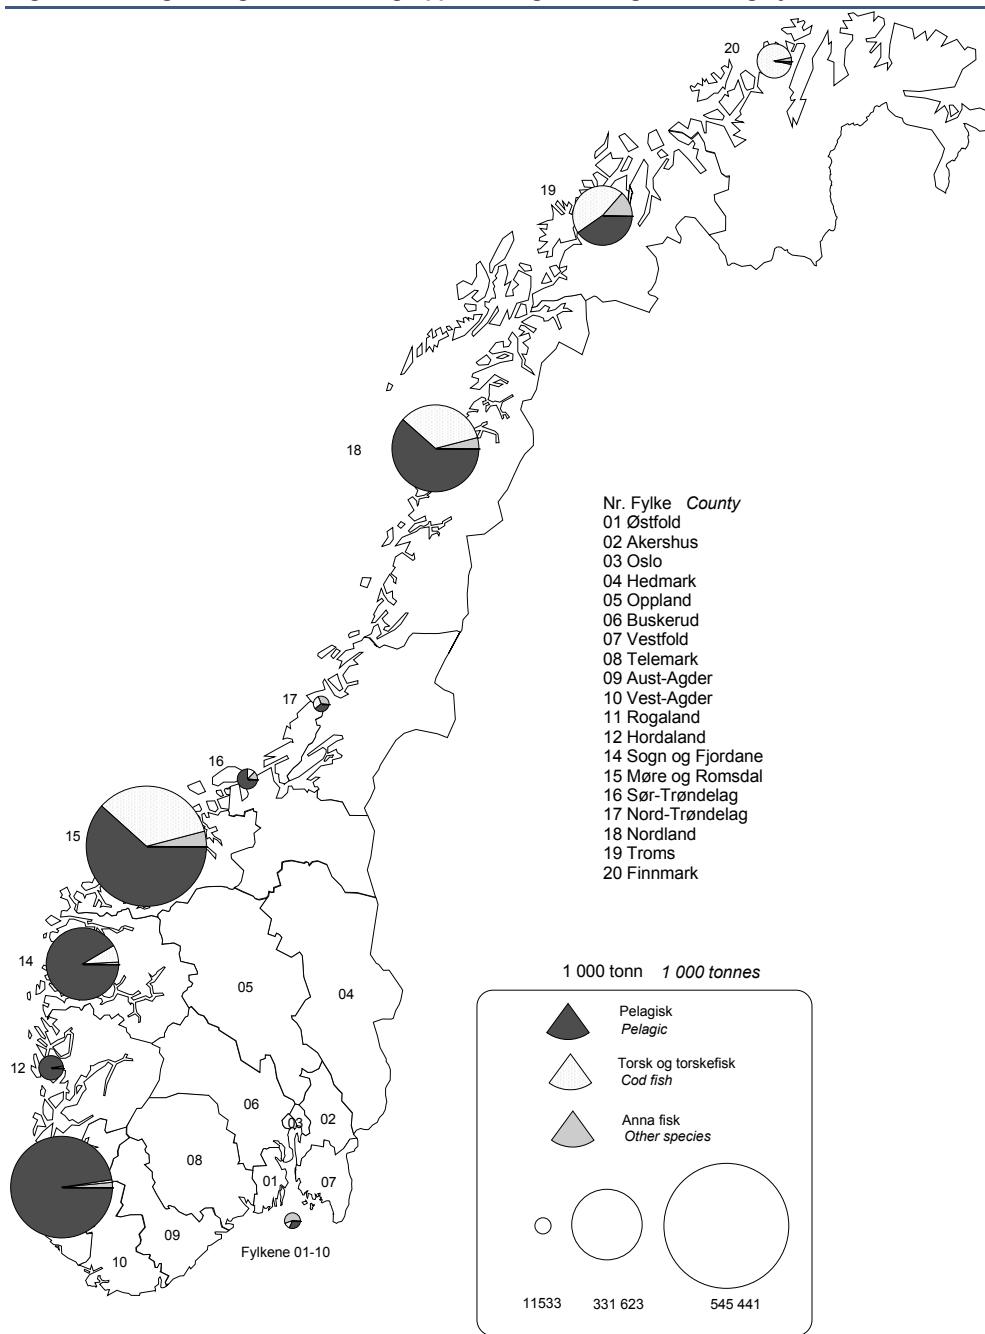 20
19
18
Nr. Fylke County
01 Østfold
02 Akershus
03 Oslo
04 Hedmark
05 Oppland
06 Buskerud
07 Vestfold
08 Telemark
09 Aust-Agder
10 Vest-Agder
11 Rogaland
12 Hordaland
14 Sogn og Fjordane
15 Møre og Romsdal
16 Sør-Trøndelag
17 Nord-Trøndelag
18 Nordland
19 Troms
20 Finnmark
17
16
15
14
05
04
12
06
03
02
08
01
07
09
10
Fylkene 01-10
1 000 tonn 1 000 tonnes
Pelagisk
Pelagic
Torsk og torskefisk
Cod fish
Anna fisk
Other species
11533 331 623 545 441